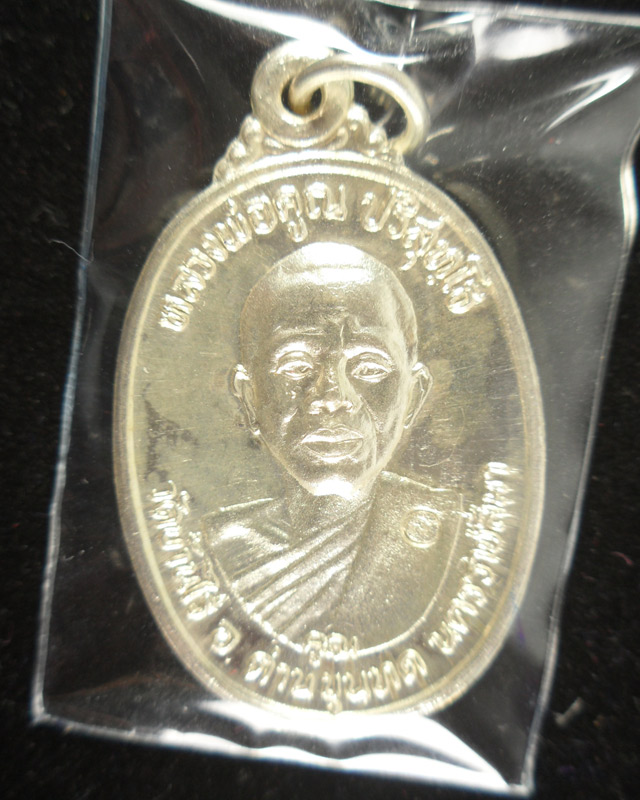 หลวงพ่อคูณ ปริสุทฺโธ
คูณ
วัดบ้านไร่ อ. ด่านขุนทด นครราชสีมา